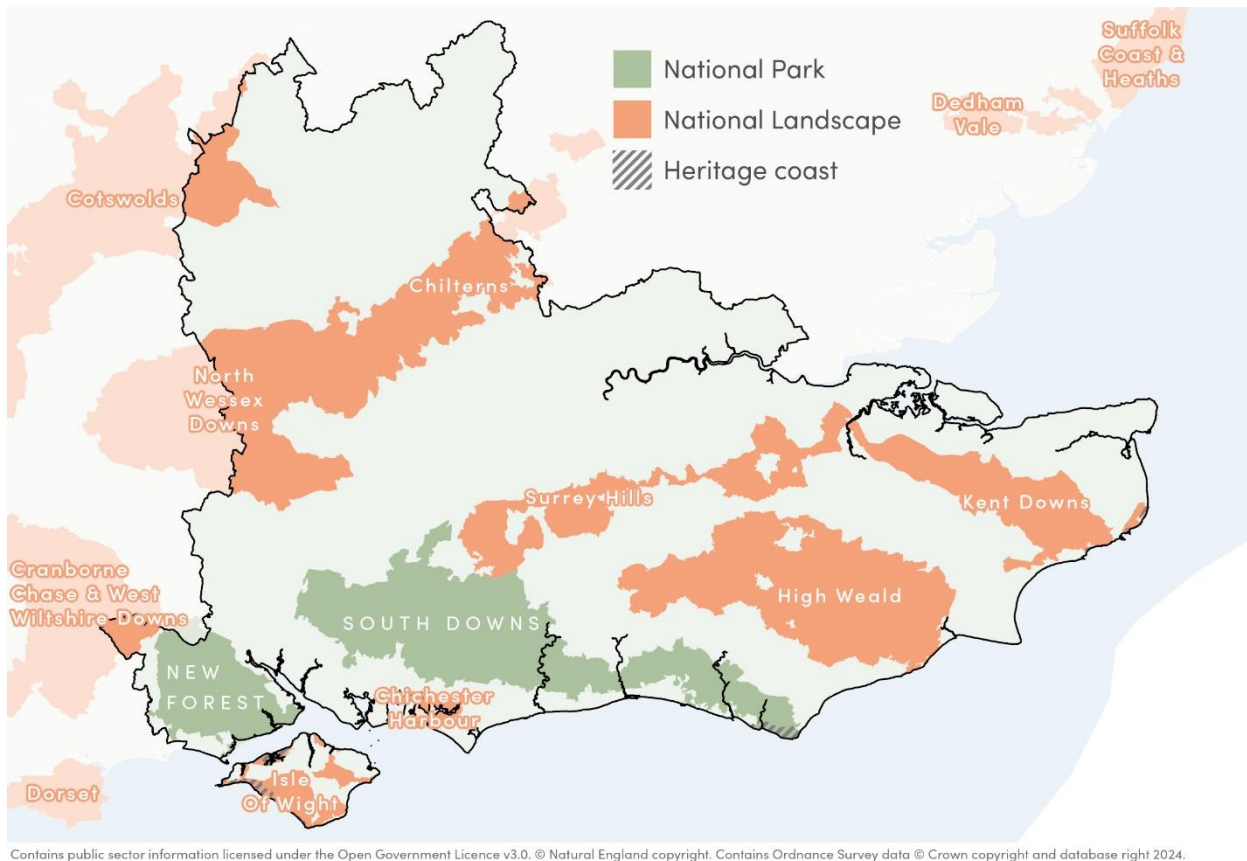 Suffolk
Coast &
Heaths
National Park
National Landscape
Heritage coast
Dedham
Vale
Cotswolds
Chilterns
North
Wessex
Downs
Surrey Hills
Kent Downs
Cranborne
Chase & West
Wiltshire Downs
High Weald
SOUTH DOWNS
NEW
FOREST
Chichester
Harbour
Isle
Of Wight
Dorset
Contains public sector information licensed under the Open Government Licence v3.0. © Natural England copyright. Contains Ordnance Survey data © Crown copyright and database right 2024.